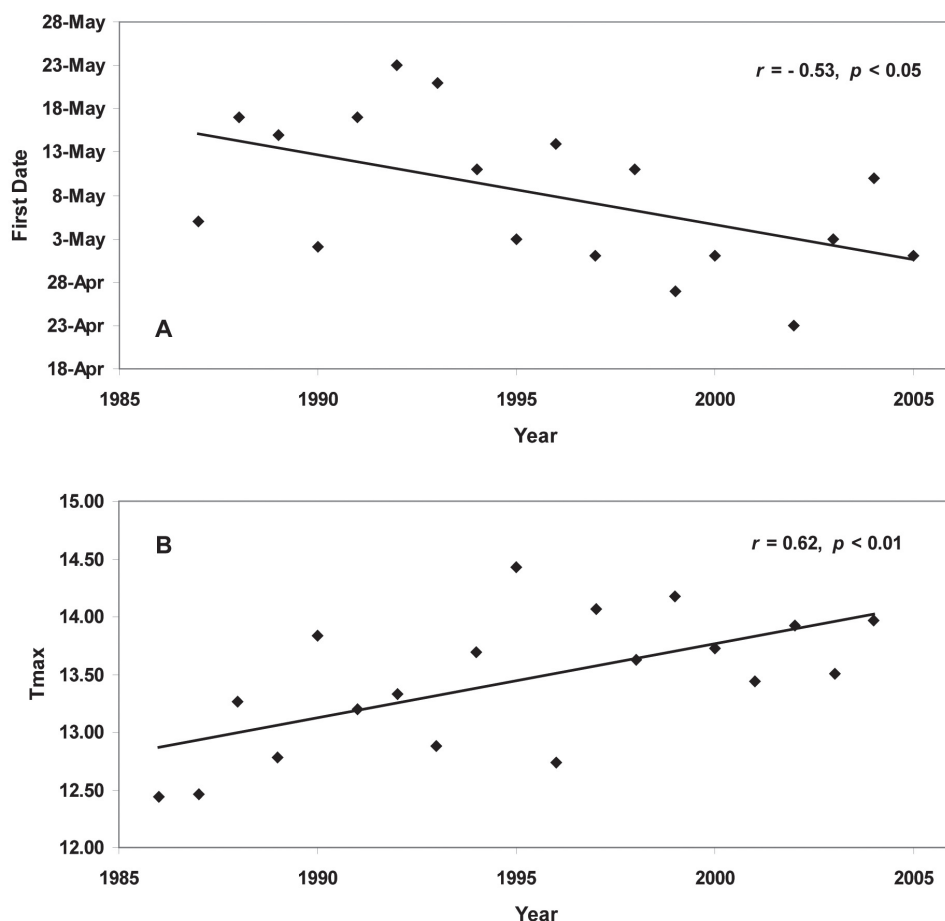 28-May
23-May
18-May
13-May
8-May
3-May
28-Apr
23-Apr
18-Apr
First Date
r = - 0.53, p < 0.05
A
1985 1990 1995 2000 2005
Year
15.00
14.50
14.00
13.50
13.00
12.50
12.00
Tmax
B
r = 0.62, p < 0.01
1985 1990 1995 2000 2005
Year